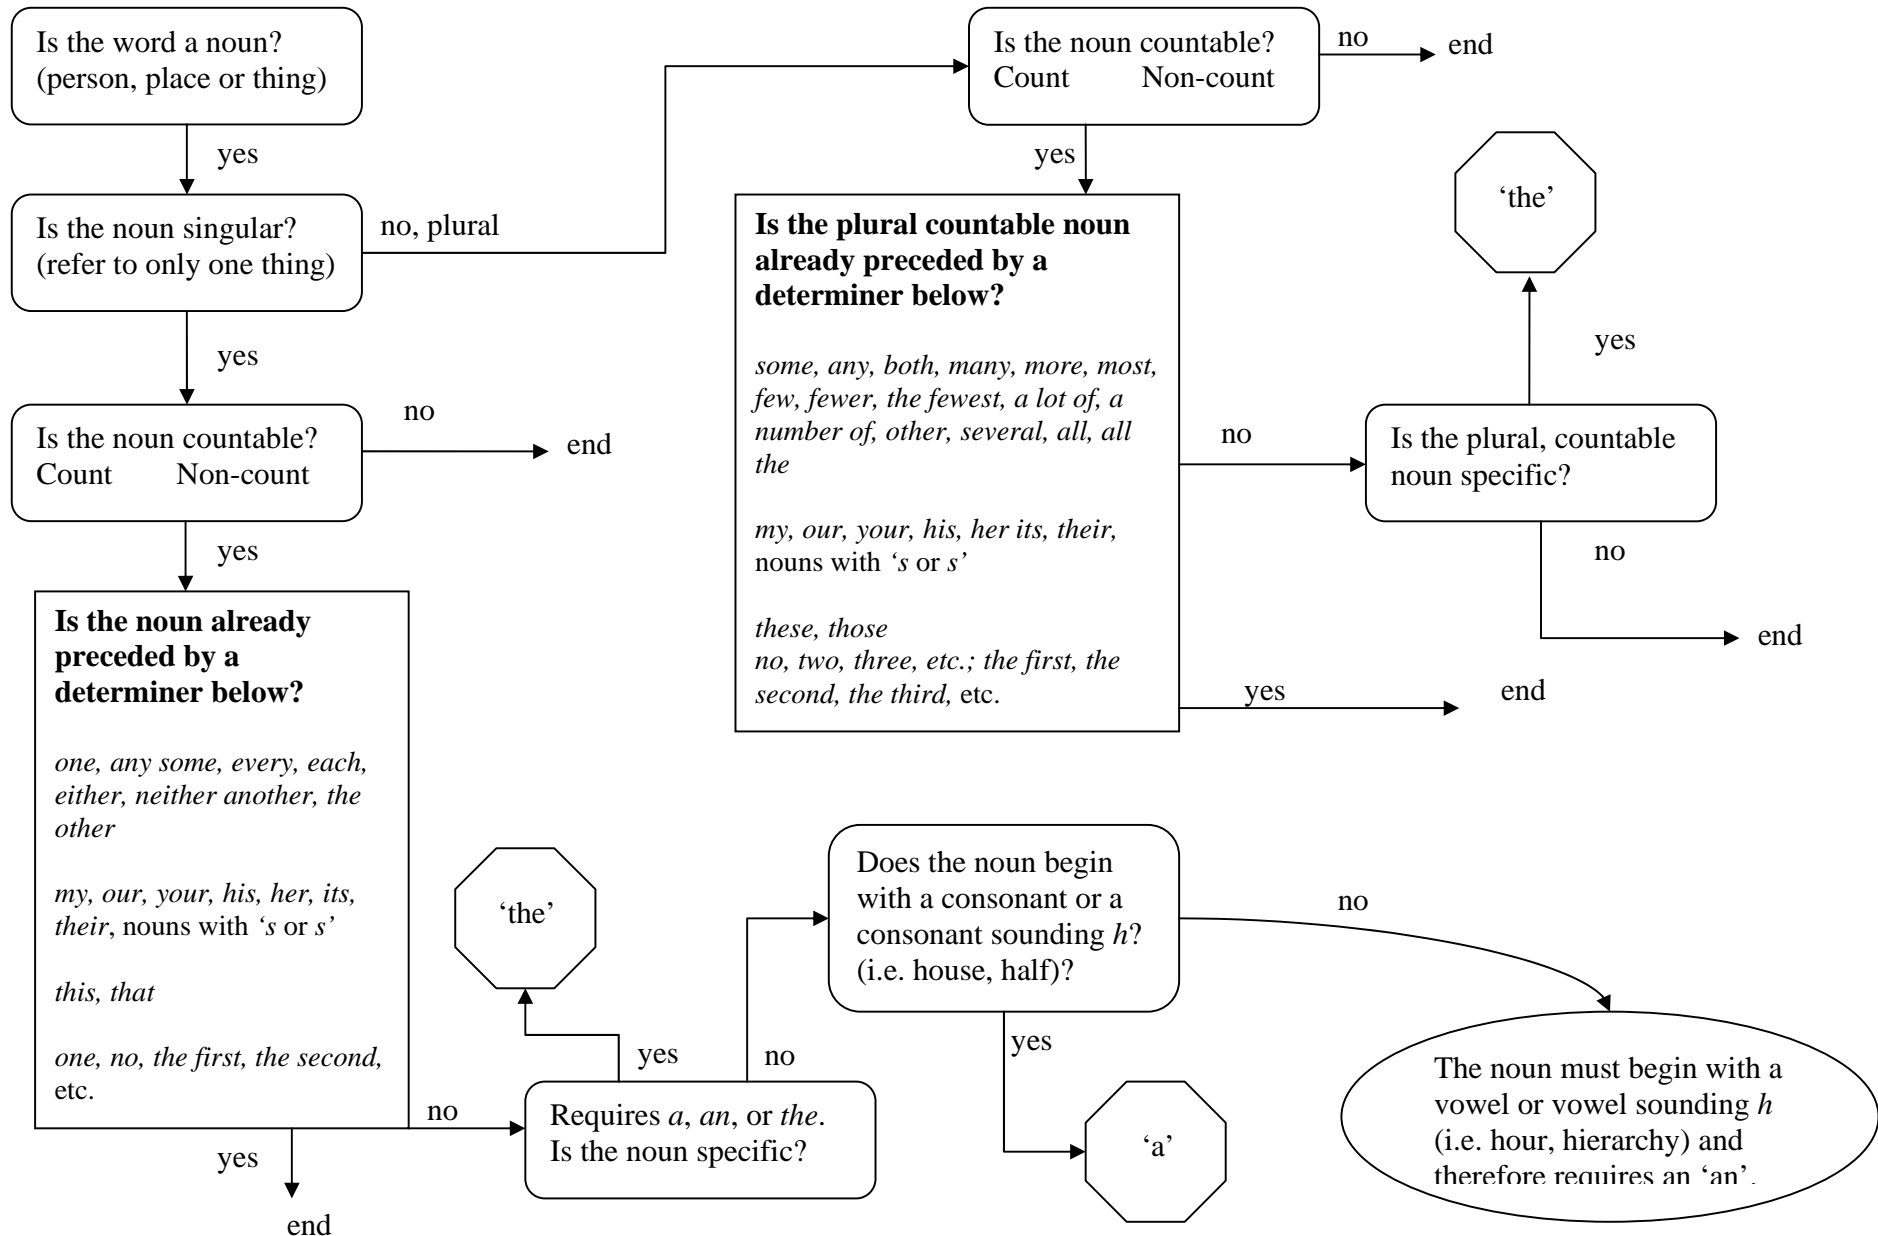 Is the word a noun?
(person, place or thing)
yes
Is the noun singular?
(refer to only one thing)
no, plural
yes
Is the noun countable?
Count Non-count
no
end
yes
Is the noun already
preceded by a
determiner below?
one, any some, every, each,
either, neither another, the
other
my, our, your, his, her, its,
their, nouns with ‘s or s’
this, that
one, no, the first, the second,
etc.
yes
end
no
Requires a, an, or the.
Is the noun specific?
yes
‘the’
no
Does the noun begin
with a consonant or a
consonant sounding h?
(i.e. house, half)?
yes
‘a’
no
The noun must begin with a
vowel or vowel sounding h
(i.e. hour, hierarchy) and
therefore requires an ‘an’.
Is the noun countable?
Count Non-count
no
end
yes
Is the plural countable noun
already preceded by a
determiner below?
some, any, both, many, more, most,
few, fewer, the fewest, a lot of, a
number of, other, several, all, all
the
my, our, your, his, her its, their,
nouns with ‘s or s’
these, those
no, two, three, etc.; the first, the
second, the third, etc.
yes
end
no
Is the plural, countable
noun specific?
yes
‘the’
no
end